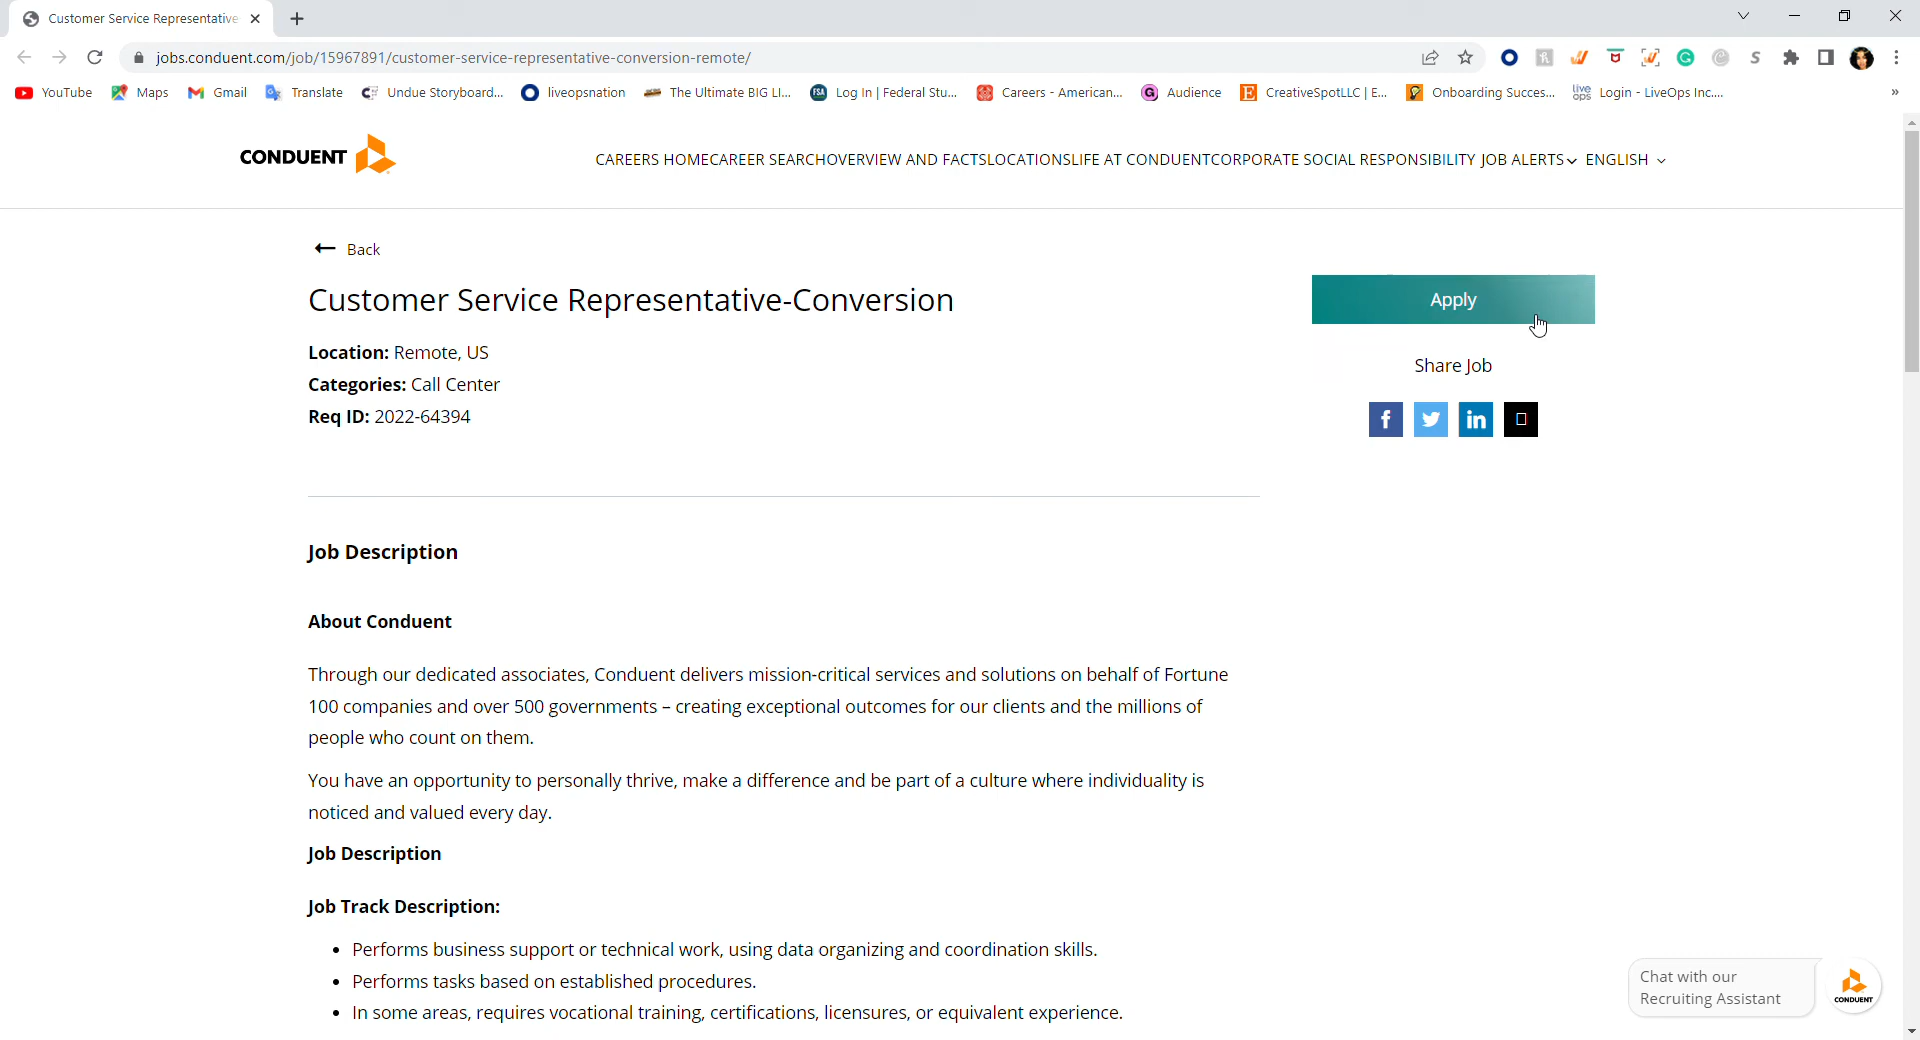 Customer Service Representative
jobs.conduent.com/job/15967891/customer-service-representative-conversion-remote/
YouTube Maps Gmail Translate Undue Storyboard... liveopsnation The Ultimate BIG LI... FSA Log In | Federal Stu... Careers - American... G Audience E CreativeSpotLLC | E... Onboarding Succes... live ops Login - LiveOps Inc.... »
CONDUENT
CAREERS HOMECAREER SEARCHOVERVIEW AND FACTSLOCATIONSLIFE AT CONDUENTCORPORATE SOCIAL RESPONSIBILITY JOB ALERTS ENGLISH
Back
Customer Service Representative-Conversion
Apply
Location: Remote, US
Share Job
Categories: Call Center
Req ID: 2022-64394
f in
Job Description
About Conduent
Through our dedicated associates, Conduent delivers mission-critical services and solutions on behalf of Fortune
100 companies and over 500 governments – creating exceptional outcomes for our clients and the millions of
people who count on them.
You have an opportunity to personally thrive, make a difference and be part of a culture where individuality is
noticed and valued every day.
Job Description
Job Track Description:
• Performs business support or technical work, using data organizing and coordination skills.
• Performs tasks based on established procedures.
• In some areas, requires vocational training, certifications, licensures, or equivalent experience.
Chat with our
Recruiting Assistant
CONDUENT